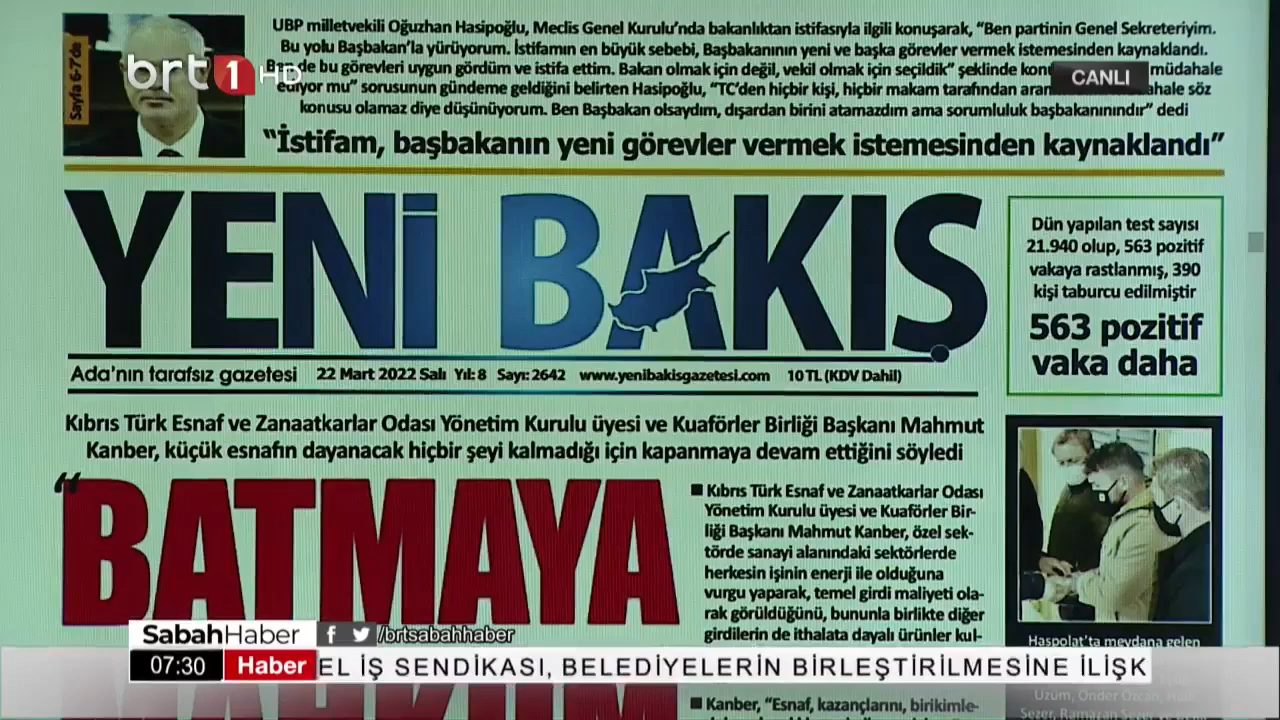 UBP milletvekili Oğuzhan Hasipoğlu, Meclis Genel Kurulu'nda bakanlıktan istifasıyla ilgili konuşarak, "Ben partinin Genel Sekreteriyim.
Bu yolu Başbakan'la yürüyorum. İstifamın en büyük sebebi, Başbakanının yeni ve başka görevler vermek istemesinden kaynaklandı.
de bu görevleri uygun gördüm ve istifa ettim. Bakan olmak için değil, vekil olmak için seçildik" şeklinde müdahale
ediyor mu" sorusunun gündeme geldiğini belirten Hasipoğlu, "TC'den hiçbir kişi, hiçbir makam tarafından söz
konusu olamaz diye düşünüyorum. Ben Başbakan olsaydım, dışardan birini atamazdım ama sorumluluk başbakanınındır" dedi
Sayfa 6-7'de
brt 1 HD
CANLI
"İstifam, başbakanın yeni görevler vermek istemesinden kaynaklandı"
YENİ BAKIŞ
Ada'nın tarafsız gazetesi 22 Mart 2022 Salı Yıl: 8 Sayı: 2642 www.yenibakisgazetesi.com 10 TL (KDV Dahil)
Dün yapılan test sayısı
21.940 olup, 563 pozitif
vakaya rastlanmış, 390
kişi taburcu edilmiştir
563 pozitif
vaka daha
Kıbrıs Türk Esnaf ve Zanaatkarlar Odası Yönetim Kurulu üyesi ve Kuaförler Birliği Başkanı Mahmut
Kanber, küçük esnafın dayanacak hiçbir şeyi kalmadığı için kapanmaya devam ettiğini söyledi
"BATMAYA
■ Kıbrıs Türk Esnaf ve Zanaatkarlar Odası
Yönetim Kurulu üyesi ve Kuaförler Bir-
liği Başkanı Mahmut Kanber, özel sek-
törde sanayi alanındaki sektörlerde
herkesin işinin enerji ile olduğuna
vurgu yaparak, temel girdi maliyeti ola-
rak görüldüğünü, bununla birlikte diğer
girdilerin de ithalata dayalı ürünler kul-
■ Kanber, "Esnaf, kazançlarını, birikimle-
Haspolat'ta meydana gelen
Üzüm, Önder Özcan,
SabahHaber f /brtsabahhaber
07:30 Haber EL İŞ SENDİKASI, BELEDİYELERİN BİRLEŞTİRİLMESİNE İLİŞK